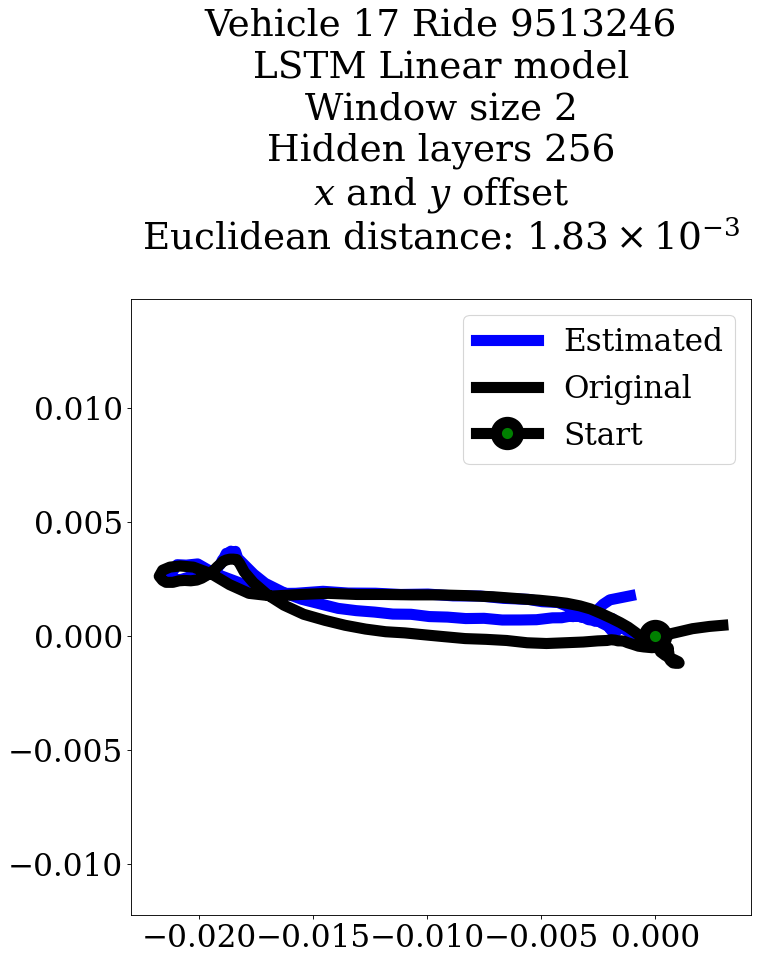 Vehicle 17 Ride 9513246
LSTM Linear model
Window size 2
Hidden layers 256
x and y offset
Euclidean distance: 1.83 × 10⁻³
Estimated
Original
Start
0.010
0.005
0.000
−0.005
−0.010
−0.020 −0.015 −0.010 −0.005 0.000